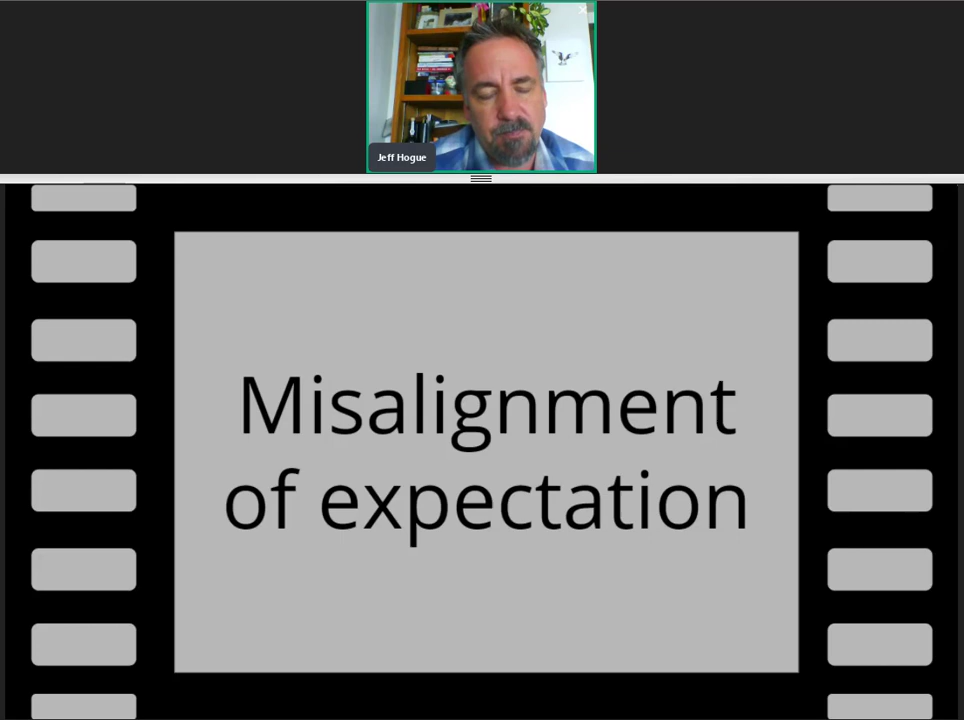 Jeff Hogue
Misalignment
of expectation